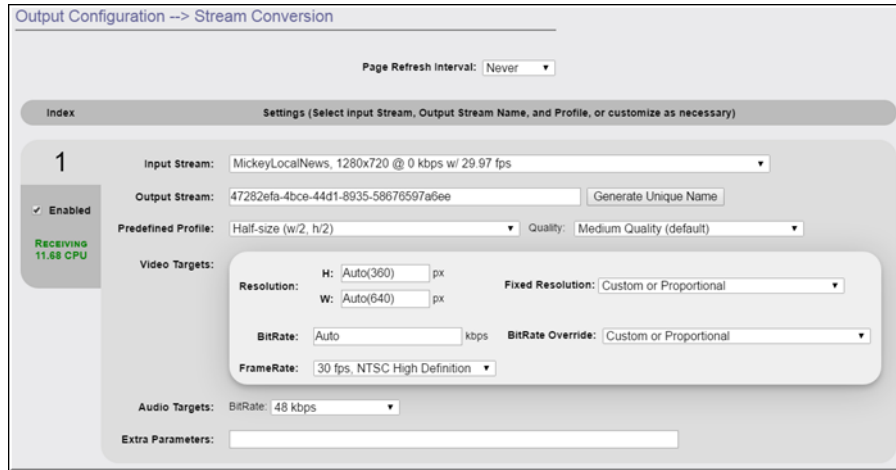 Output Configuration --> Stream Conversion
Page Refresh Interval: Never
Index Settings (Select input Stream, Output Stream Name, and Profile, or customize as necessary)
1 Input Stream: MickeyLocalNews, 1280x720 @ 0 kbps w/ 29.97 fps
Output Stream: 47282efa-4bce-44d1-8935-58676597a6ee Generate Unique Name
Enabled
Predefined Profile: Half-size (w/2, h/2) Quality: Medium Quality (default)
RECEIVING
11.68 CPU
Video Targets:
Resolution: H: Auto(360) px Fixed Resolution: Custom or Proportional
W: Auto(640) px
BitRate: Auto kbps BitRate Override: Custom or Proportional
FrameRate: 30 fps, NTSC High Definition
Audio Targets: BitRate: 48 kbps
Extra Parameters: